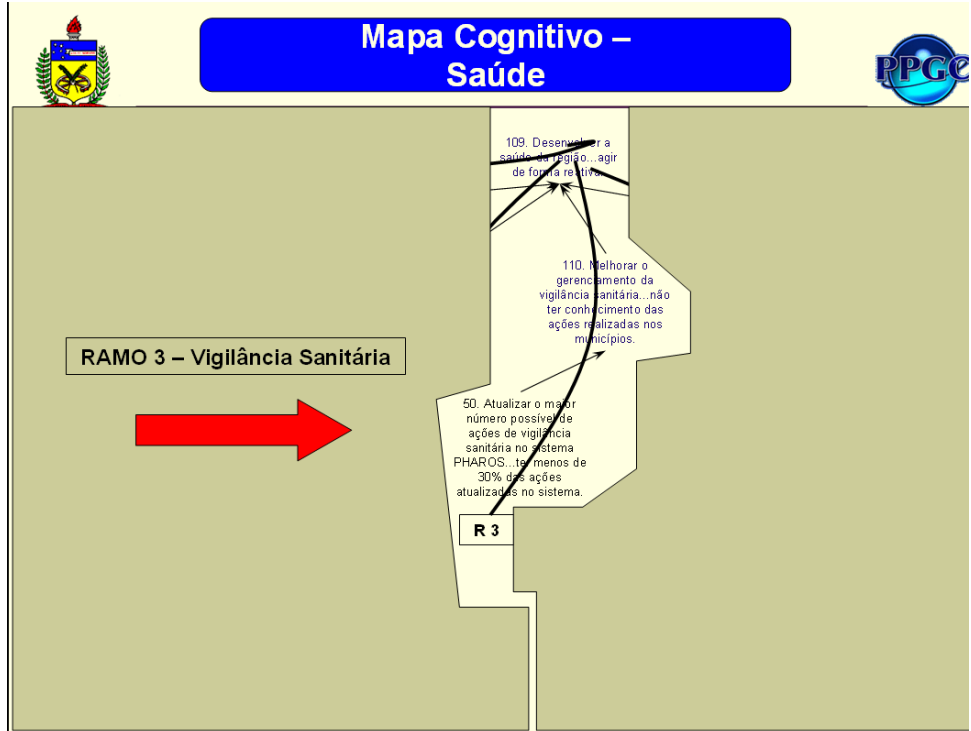 Mapa Cognitivo –
Saúde
PPGC
109. Desenvolver a
saúde da região...agir
de forma reativa.
110. Melhorar o
gerenciamento da
vigilância sanitária...não
ter conhecimento das
ações realizadas nos
municípios.
RAMO 3 – Vigilância Sanitária
50. Atualizar o maior
número possível de
ações de vigilância
sanitária no sistema
PHAROS...ter menos de
30% das ações
atualizadas no sistema.
R 3